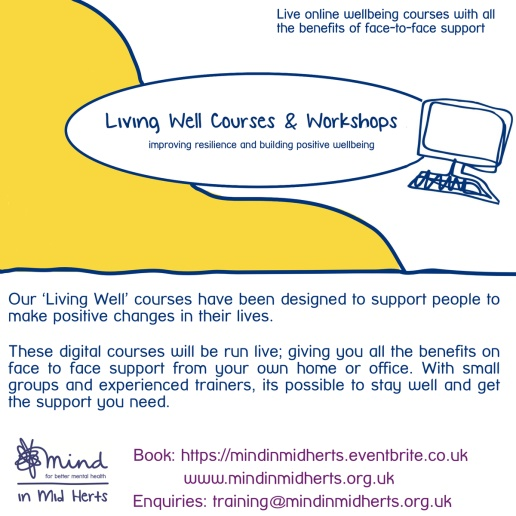 Live online wellbeing courses with all
the benefits of face-to-face support
Living Well Courses & Workshops
improving resilience and building positive wellbeing
Our ‘Living Well’ courses have been designed to support people to
make positive changes in their lives.
These digital courses will be run live; giving you all the benefits on
face to face support from your own home or office. With small
groups and experienced trainers, its possible to stay well and get
the support you need.
mind
for better mental health
in Mid Herts
Book: https://mindinmidherts.eventbrite.co.uk
www.mindinmidherts.org.uk
Enquiries: training@mindinmidherts.org.uk